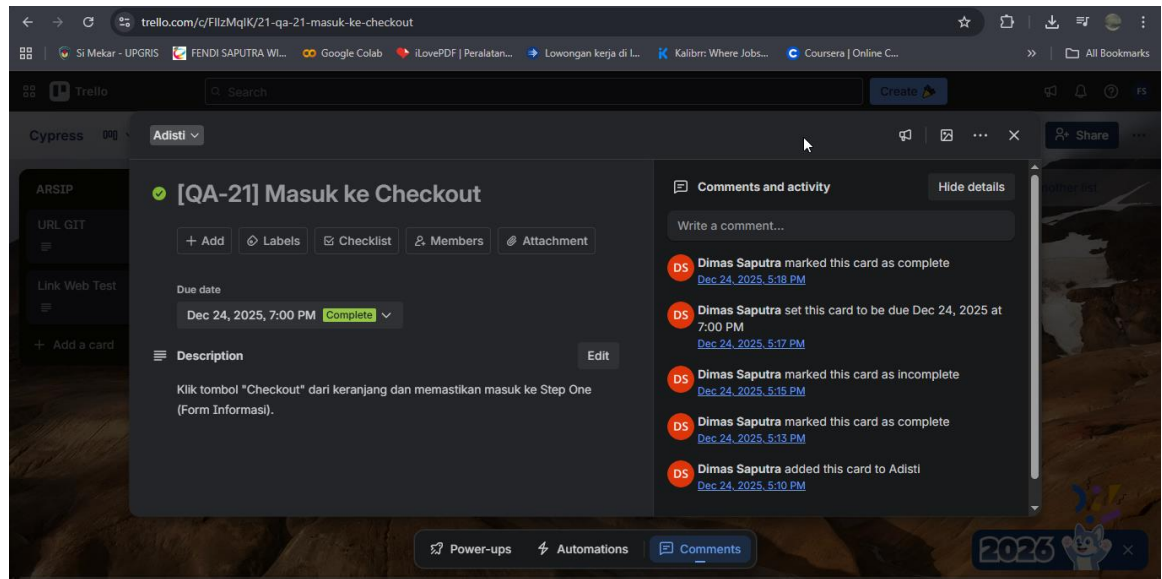 trello.com/c/FIlzMqlK/21-qa-21-masuk-ke-checkout
Si Mekar - UPGRIS
FENDI SAPUTRA WI...
Google Colab
iLovePDF | Peralatan...
Lowongan kerja di I...
Kalibrr: Where Jobs...
Coursera | Online C...
»
All Bookmarks
Trello
Search
Create
FS
Cypress
Share
Adisti
ARSIP
URL GIT
Link Web Test
+ Add a card
[QA-21] Masuk ke Checkout
+ Add
Labels
Checklist
Members
Attachment
Due date
Dec 24, 2025, 7:00 PM Complete
Description
Edit
Klik tombol "Checkout" dari keranjang dan memastikan masuk ke Step One
(Form Informasi).
Comments and activity
Hide details
Write a comment...
DS Dimas Saputra marked this card as complete
Dec 24, 2025, 5:18 PM
DS Dimas Saputra set this card to be due Dec 24, 2025 at
7:00 PM
Dec 24, 2025, 5:17 PM
DS Dimas Saputra marked this card as incomplete
Dec 24, 2025, 5:15 PM
DS Dimas Saputra marked this card as complete
Dec 24, 2025, 5:13 PM
DS Dimas Saputra added this card to Adisti
Dec 24, 2025, 5:10 PM
another list
Power-ups
Automations
Comments
2026